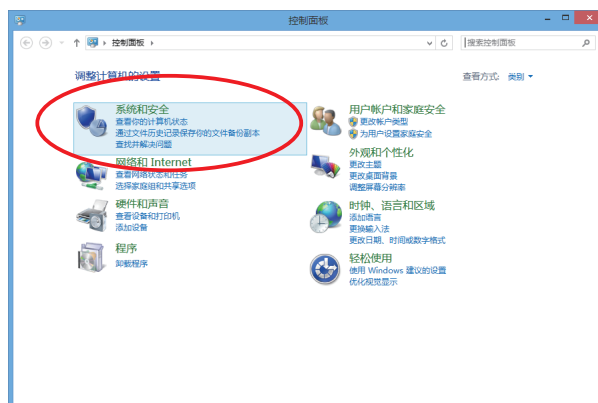 控制面板
控制面板
搜索控制面板
调整计算机的设置
查看方式: 类别
系统和安全
查看你的计算机状态
通过文件历史记录保存你的文件备份副本
查找并解决问题
网络和 Internet
查看网络状态和任务
选择家庭组和共享选项
硬件和声音
查看设备和打印机
添加设备
程序
卸载程序
用户帐户和家庭安全
更改帐户类型
为用户设置家庭安全
外观和个性化
更改主题
更改桌面背景
调整屏幕分辨率
时钟、语言和区域
添加语言
更换输入法
更改日期、时间或数字格式
轻松使用
使用 Windows 建议的设置
优化视觉显示